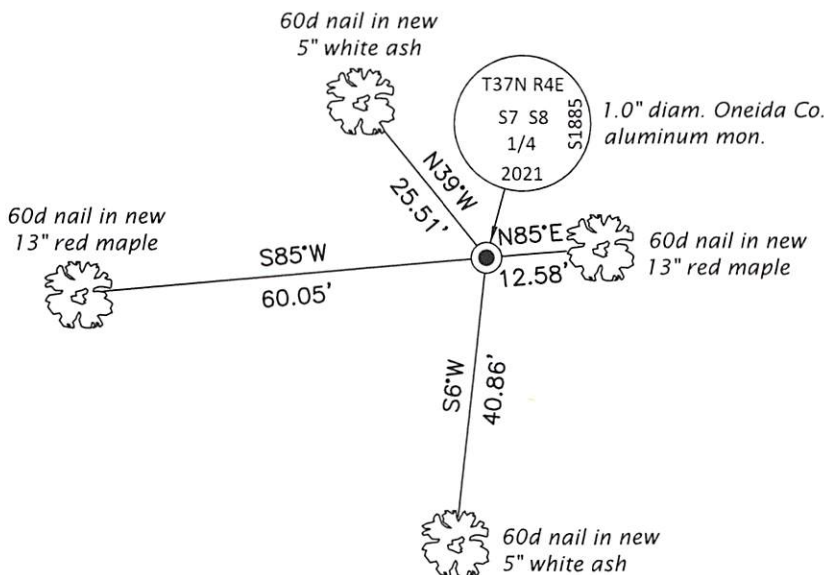 60d nail in new
5" white ash
T37N R4E
S7 S8
1/4
2021
S1885
1.0" diam. Oneida Co.
aluminum mon.
N39°W
25.51'
60d nail in new
13" red maple
S85°W
60.05'
N85°E
12.58'
60d nail in new
13" red maple
S6°W
40.86'
60d nail in new
5" white ash